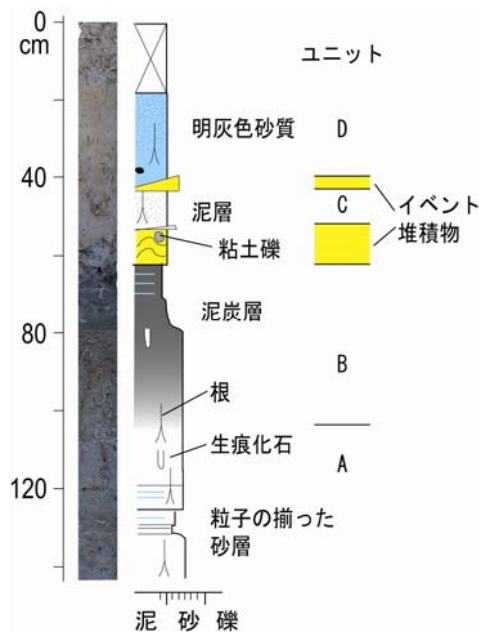 0
cm
ユニット
明灰色砂質
D
40
泥層
C
イベント
堆積物
粘土礫
泥炭層
80
B
根
生痕化石
A
120
粒子の揃った
砂層
泥 砂 礫